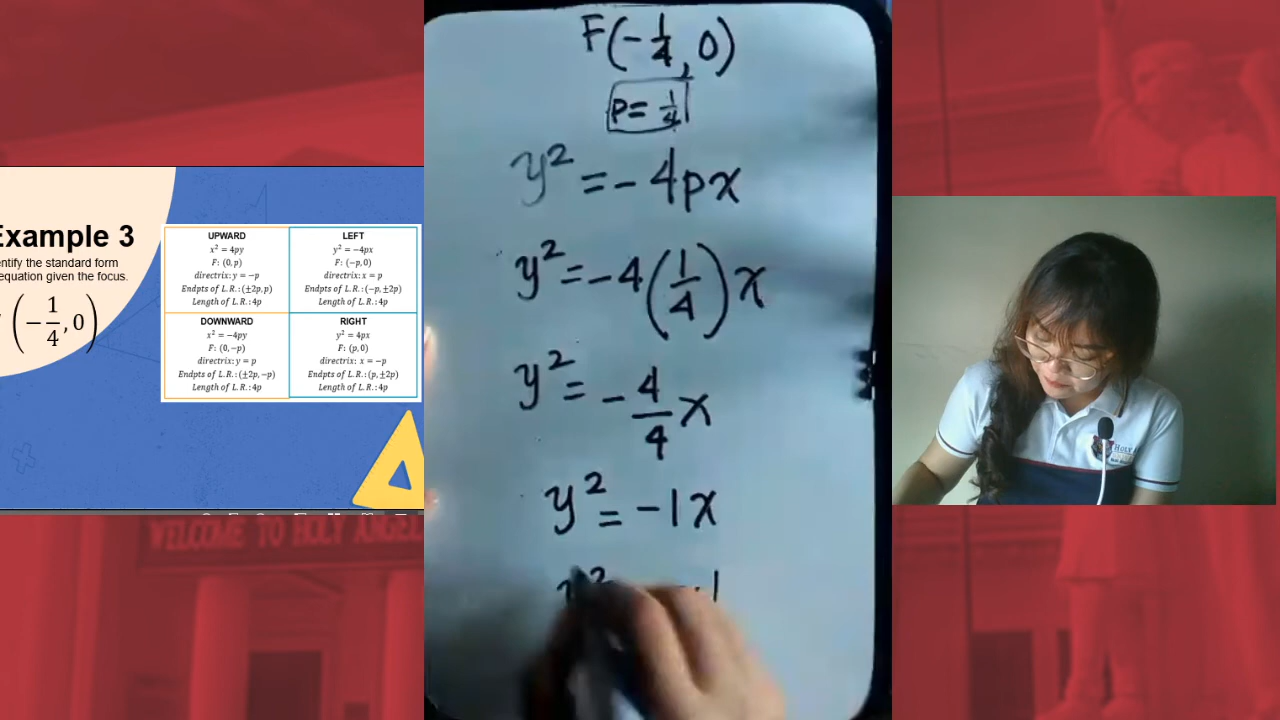 Example 3
entify the standard form
equation given the focus.
(-1/4, 0)
UPWARD
x² = 4py
F: (0, p)
directrix: y = -p
Endpts of L.R.: (±2p, p)
Length of L.R.: 4p
LEFT
y² = -4px
F: (-p, 0)
directrix: x = p
Endpts of L.R.: (-p, ±2p)
Length of L.R.: 4p
DOWNWARD
x² = -4py
F: (0, -p)
directrix: y = p
Endpts of L.R.: (±2p, -p)
Length of L.R.: 4p
RIGHT
y² = 4px
F: (p, 0)
directrix: x = -p
Endpts of L.R.: (p, ±2p)
Length of L.R.: 4p
F(-1/4, 0)
P = 1/4
y² = -4px
y² = -4(1/4)x
y² = -4/4 x
y² = -1x
WELCOME TO HOLY ANGEL
HOLY